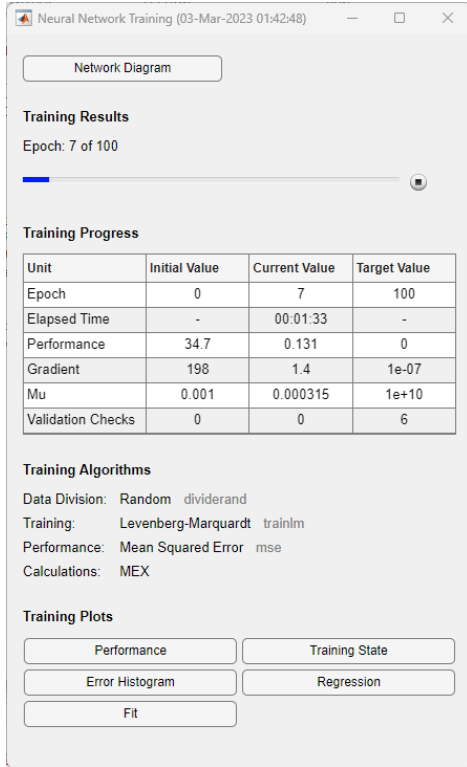 Neural Network Training (03-Mar-2023 01:42:48)
Network Diagram
Training Results
Epoch: 7 of 100
Training Progress
Unit Initial Value Current Value Target Value
Epoch 0 7 100
Elapsed Time - 00:01:33 -
Performance 34.7 0.131 0
Gradient 198 1.4 1e-07
Mu 0.001 0.000315 1e+10
Validation Checks 0 0 6
Training Algorithms
Data Division: Random dividerand
Training: Levenberg-Marquardt trainlm
Performance: Mean Squared Error mse
Calculations: MEX
Training Plots
Performance Training State
Error Histogram Regression
Fit